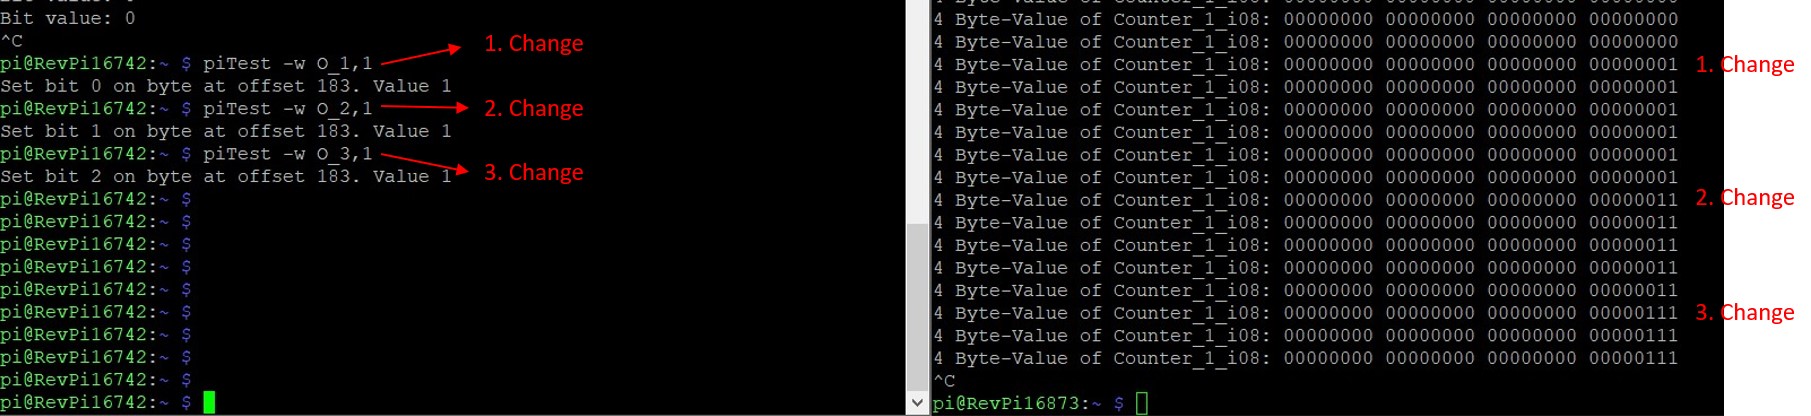 Bit value: 0
^C
pi@RevPi16742:~ $ piTest -w O_1,1
Set bit 0 on byte at offset 183. Value 1
pi@RevPi16742:~ $ piTest -w O_2,1
Set bit 1 on byte at offset 183. Value 1
pi@RevPi16742:~ $ piTest -w O_3,1
Set bit 2 on byte at offset 183. Value 1
pi@RevPi16742:~ $
pi@RevPi16742:~ $
pi@RevPi16742:~ $
pi@RevPi16742:~ $
pi@RevPi16742:~ $
pi@RevPi16742:~ $
pi@RevPi16742:~ $
pi@RevPi16742:~ $
pi@RevPi16742:~ $
pi@RevPi16742:~ $
1. Change
2. Change
3. Change
4 Byte-Value of Counter_1_i08: 00000000 00000000 00000000 00000000
4 Byte-Value of Counter_1_i08: 00000000 00000000 00000000 00000000
4 Byte-Value of Counter_1_i08: 00000000 00000000 00000000 00000001
4 Byte-Value of Counter_1_i08: 00000000 00000000 00000000 00000001
4 Byte-Value of Counter_1_i08: 00000000 00000000 00000000 00000001
4 Byte-Value of Counter_1_i08: 00000000 00000000 00000000 00000001
4 Byte-Value of Counter_1_i08: 00000000 00000000 00000000 00000001
4 Byte-Value of Counter_1_i08: 00000000 00000000 00000000 00000001
4 Byte-Value of Counter_1_i08: 00000000 00000000 00000000 00000011
4 Byte-Value of Counter_1_i08: 00000000 00000000 00000000 00000011
4 Byte-Value of Counter_1_i08: 00000000 00000000 00000000 00000011
4 Byte-Value of Counter_1_i08: 00000000 00000000 00000000 00000011
4 Byte-Value of Counter_1_i08: 00000000 00000000 00000000 00000011
4 Byte-Value of Counter_1_i08: 00000000 00000000 00000000 00000111
4 Byte-Value of Counter_1_i08: 00000000 00000000 00000000 00000111
4 Byte-Value of Counter_1_i08: 00000000 00000000 00000000 00000111
^C
pi@RevPi16873:~ $
1. Change
2. Change
3. Change